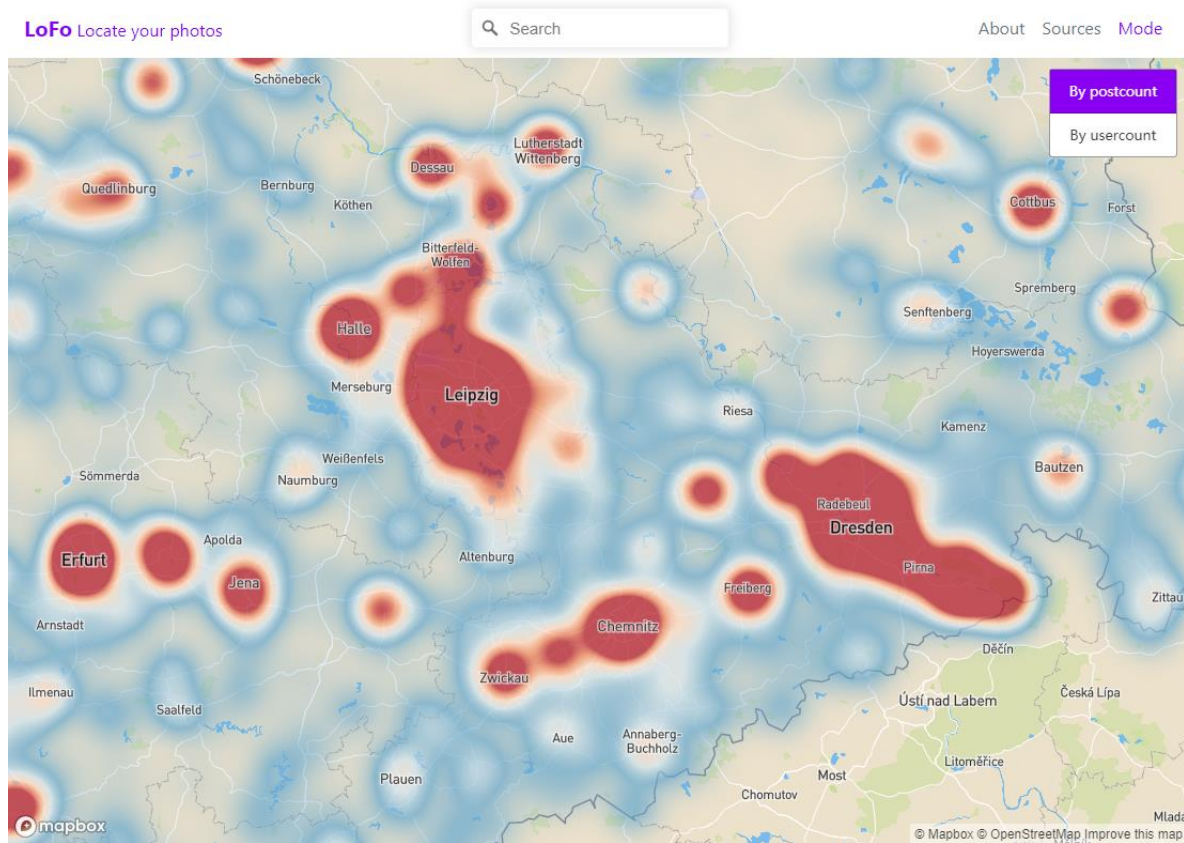 LoFo Locate your photos
Search
About Sources Mode
By postcount
By usercount
Schönebeck
Lutherstadt
Wittenberg
Dessau
Quedlinburg
Bernburg
Köthen
Cottbus
Forst
Bitterfeld-
Wolfen
Spremberg
Senftenberg
Halle
Hoyerswerda
Merseburg
Leipzig
Riesa
Kamenz
Weißenfels
Bautzen
Sömmerda
Naumburg
Radebeul
Dresden
Apolda
Altenburg
Erfurt
Pirna
Jena
Freiberg
Zittau
Arnstadt
Chemnitz
Děčín
Zwickau
Ilmenau
Ústí nad Labem
Česká Lípa
Saalfeld
Aue
Annaberg-
Buchholz
Litoměřice
Plauen
Most
Chomutov
Mlada
mapbox
© Mapbox © OpenStreetMap Improve this map